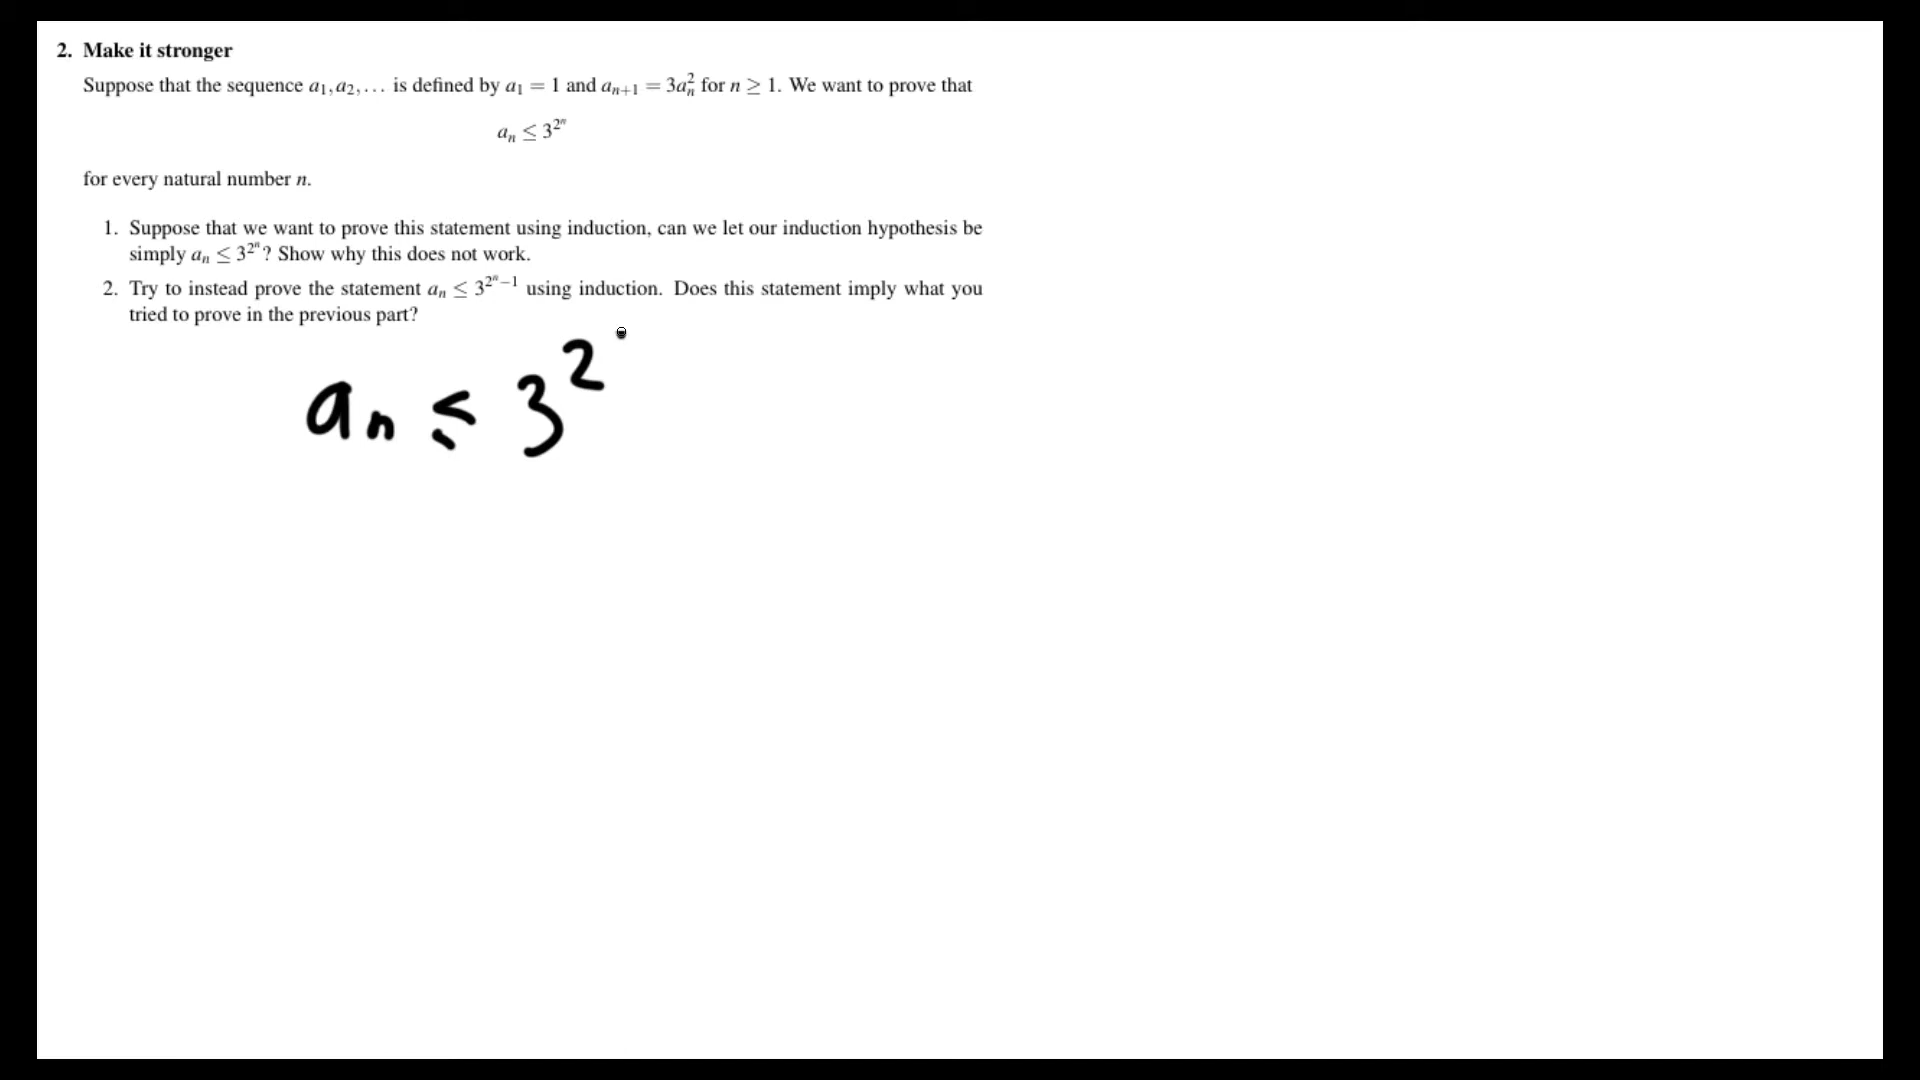 2. Make it stronger
Suppose that the sequence a₁,a₂,... is defined by a₁ = 1 and aₙ₊₁ = 3aₙ² for n ≥ 1. We want to prove that
aₙ ≤ 3^{2^n}
for every natural number n.
1. Suppose that we want to prove this statement using induction, can we let our induction hypothesis be
simply aₙ ≤ 3^{2^n}? Show why this does not work.
2. Try to instead prove the statement aₙ ≤ 3^{2^n−1} using induction. Does this statement imply what you
tried to prove in the previous part?
aₙ ≤ 3²